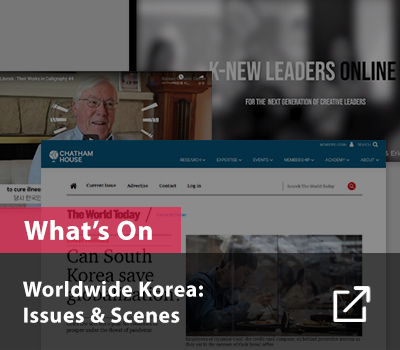 K-NEW LEADERS ONLINE
FOR THE NEXT GENERATION OF CREATIVE LEADERS
Their Works in Calligraphy #4
to cure illnes
CHATHAM
HOUSE
SEARCH
RESEARCH
EXPERTISE
EVENTS
MEMBERSHIP
ACADEMY
ABOUT
Current Issue
Advertise
Contact
Log in
Search The World Today
The World Today /
What's On
Can South
Korea save
globalization?
Worldwide Korea:
Issues & Scenes